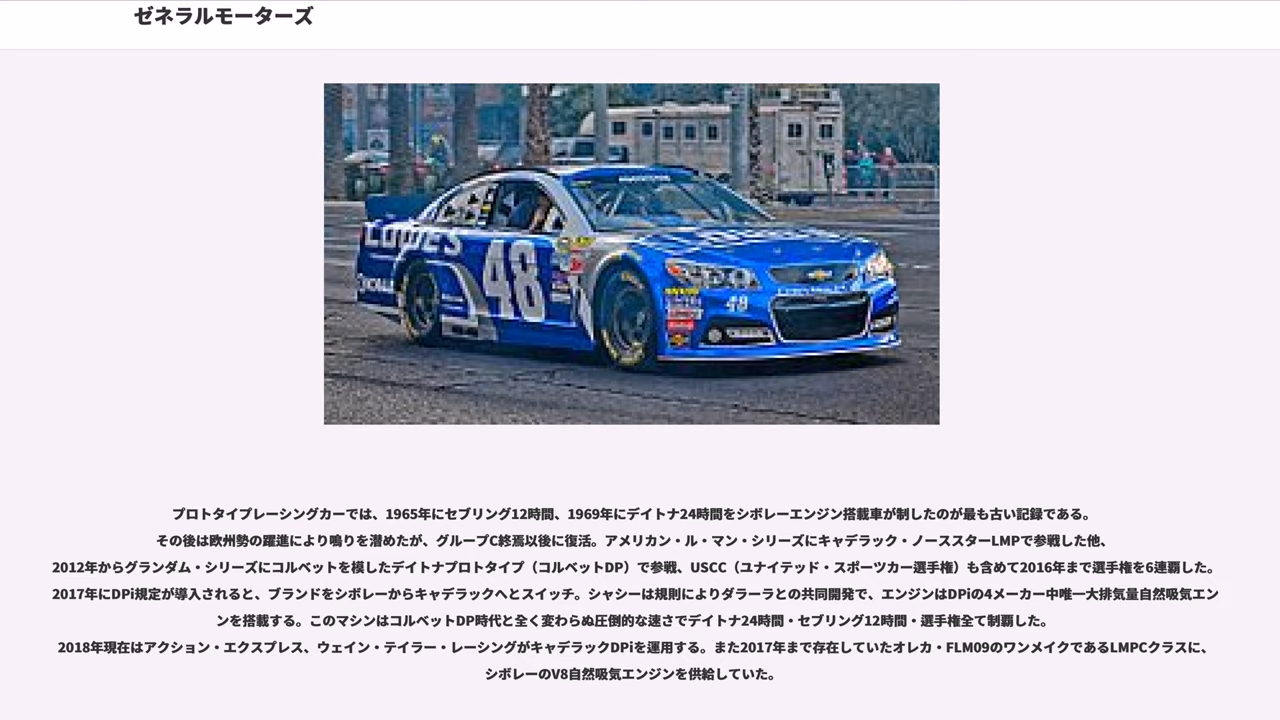 ゼネラルモーターズ
LOWE'S
48
48
プロトタイプレーシングカーでは、1965年にセブリング12時間、1969年にデイトナ24時間をシボレーエンジン搭載車が制したのが最も古い記録である。
その後は欧州勢の躍進により鳴りを潜めたが、グループC終焉以後に復活。アメリカン・ル・マン・シリーズにキャデラック・ノーススターLMPで参戦した他、
2012年からグランダム・シリーズにコルベットを模したデイトナプロトタイプ（コルベットDP）で参戦、USCC（ユナイテッド・スポーツカー選手権）も含めて2016年まで選手権を6連覇した。
2017年にDPi規定が導入されると、ブランドをシボレーからキャデラックへとスイッチ。シャシーは規則によりダラーラとの共同開発で、エンジンはDPiの4メーカー中唯一大排気量自然吸気エン
ンを搭載する。このマシンはコルベットDP時代と全く変わらぬ圧倒的な速さでデイトナ24時間・セブリング12時間・選手権全て制覇した。
2018年現在はアクション・エクスプレス、ウェイン・テイラー・レーシングがキャデラックDPiを運用する。また2017年まで存在していたオレカ・FLM09のワンメイクであるLMPCクラスに、
シボレーのV8自然吸気エンジンを供給していた。